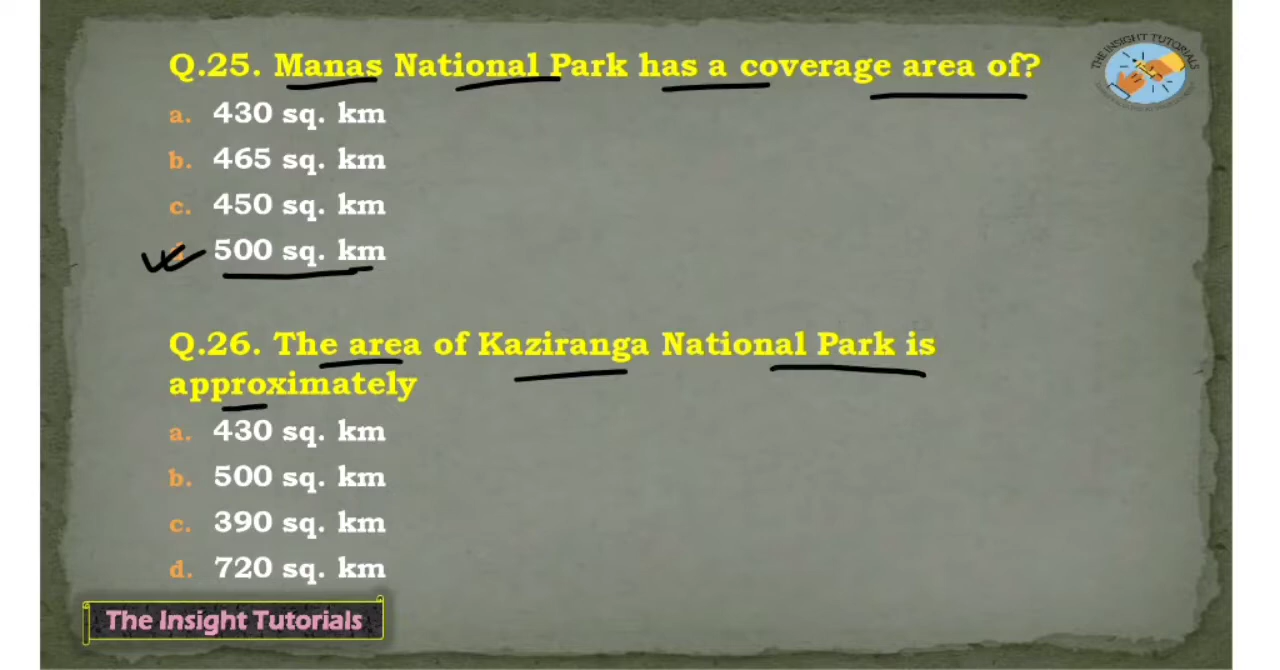 Q.25. Manas National Park has a coverage area of?
a. 430 sq. km
b. 465 sq. km
c. 450 sq. km
500 sq. km
Q.26. The area of Kaziranga National Park is
approximately
a. 430 sq. km
b. 500 sq. km
c. 390 sq. km
d. 720 sq. km
The Insight Tutorials
THE INSIGHT TUTORIALS